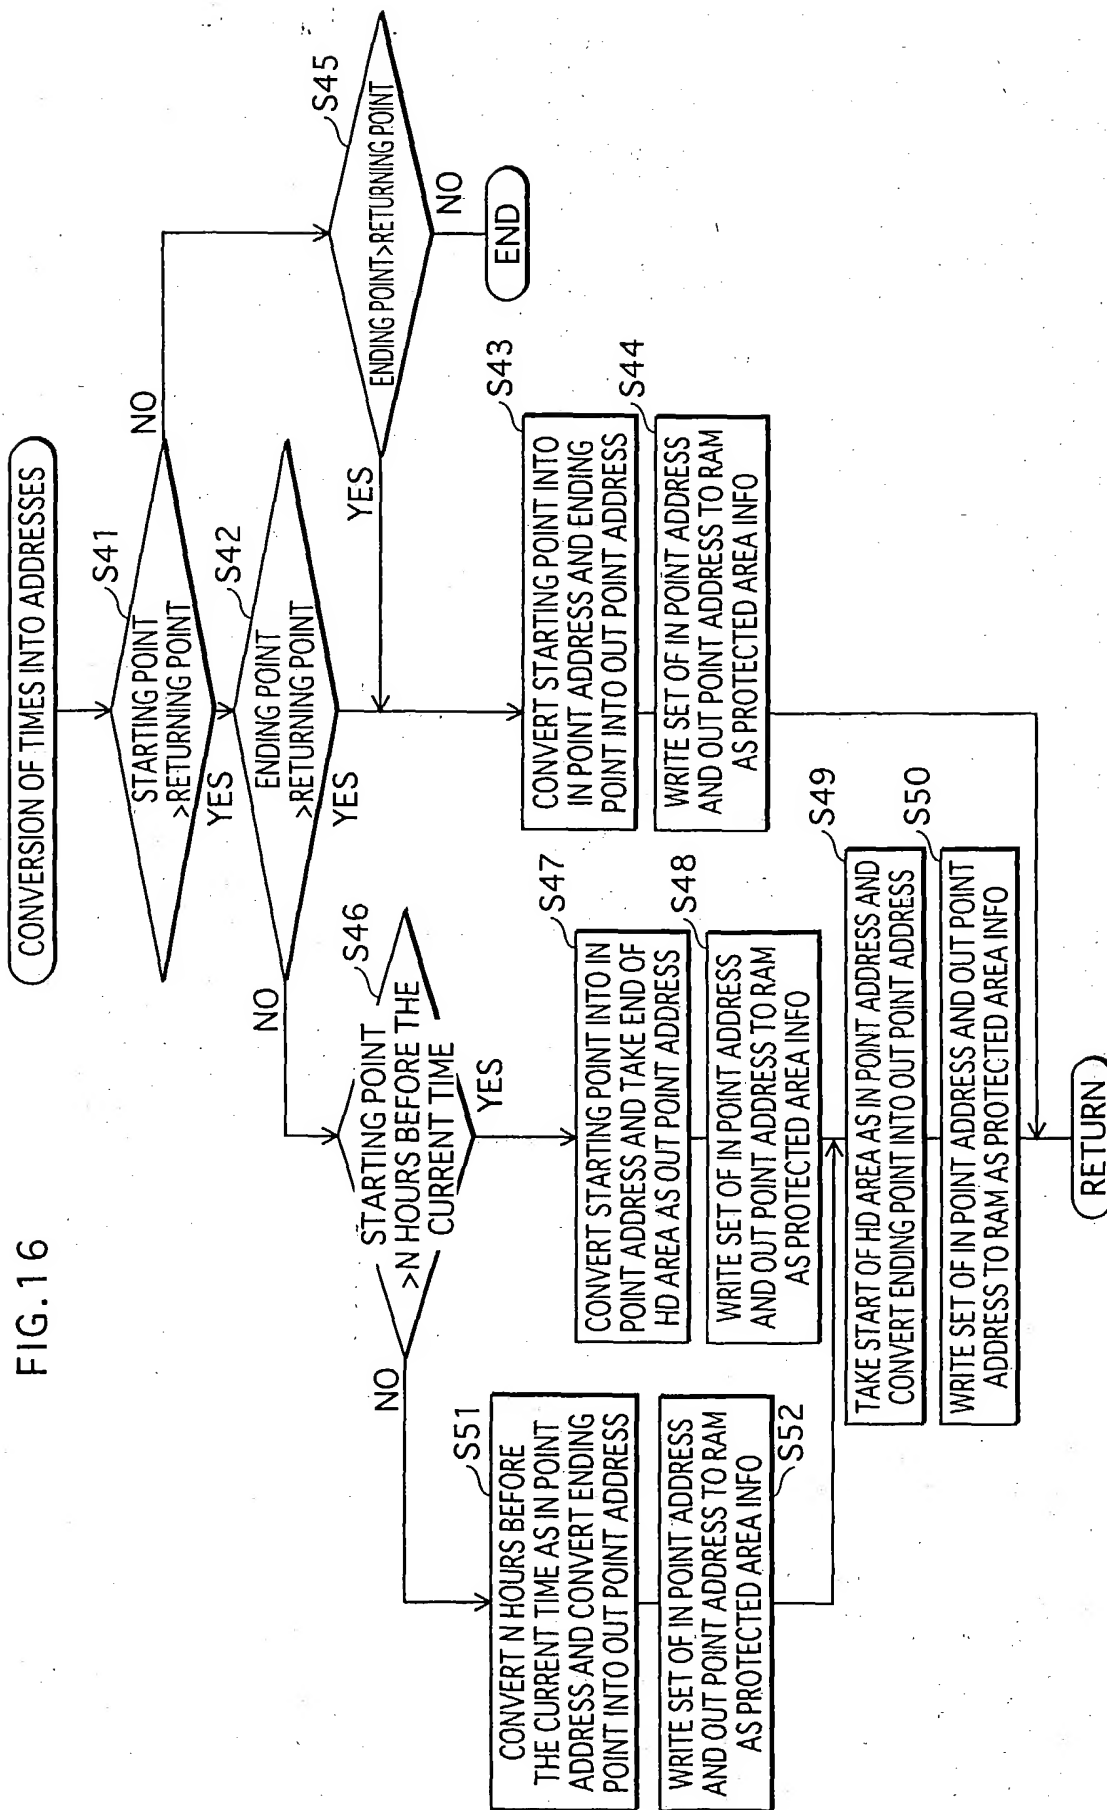 FIG.16
CONVERSION OF TIMES INTO ADDRESSES
S41
STARTING POINT
>RETURNING POINT
NO
YES
S42
ENDING POINT
>RETURNING POINT
NO
YES
S45
ENDING POINT>RETURNING POINT
YES
NO
END
S46
STARTING POINT
>N HOURS BEFORE THE
CURRENT TIME
NO
YES
S43
CONVERT STARTING POINT INTO
IN POINT ADDRESS AND ENDING
POINT INTO OUT POINT ADDRESS
S44
WRITE SET OF IN POINT ADDRESS
AND OUT POINT ADDRESS TO RAM
AS PROTECTED AREA INFO
S47
CONVERT STARTING POINT INTO IN
POINT ADDRESS AND TAKE END OF
HD AREA AS OUT POINT ADDRESS
S48
WRITE SET OF IN POINT ADDRESS
AND OUT POINT ADDRESS TO RAM
AS PROTECTED AREA INFO
S51
CONVERT N HOURS BEFORE
THE CURRENT TIME AS IN POINT
ADDRESS AND CONVERT ENDING
POINT INTO OUT POINT ADDRESS
WRITE SET OF IN POINT ADDRESS
AND OUT POINT ADDRESS TO RAM
AS PROTECTED AREA INFO
S52
S49
TAKE START OF HD AREA AS IN POINT ADDRESS AND
CONVERT ENDING POINT INTO OUT POINT ADDRESS
S50
WRITE SET OF IN POINT ADDRESS AND OUT POINT
ADDRESS TO RAM AS PROTECTED AREA INFO
RETURN